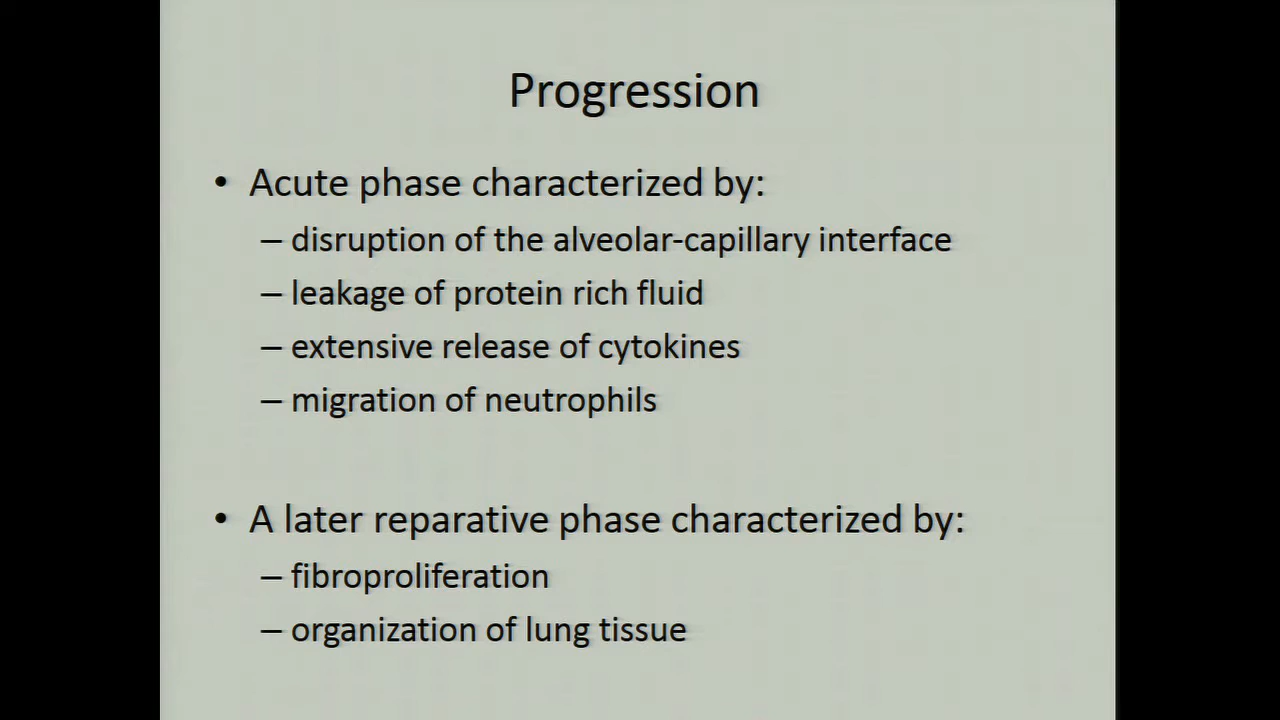 Progression
• Acute phase characterized by:
– disruption of the alveolar-capillary interface
– leakage of protein rich fluid
– extensive release of cytokines
– migration of neutrophils
• A later reparative phase characterized by:
– fibroproliferation
– organization of lung tissue